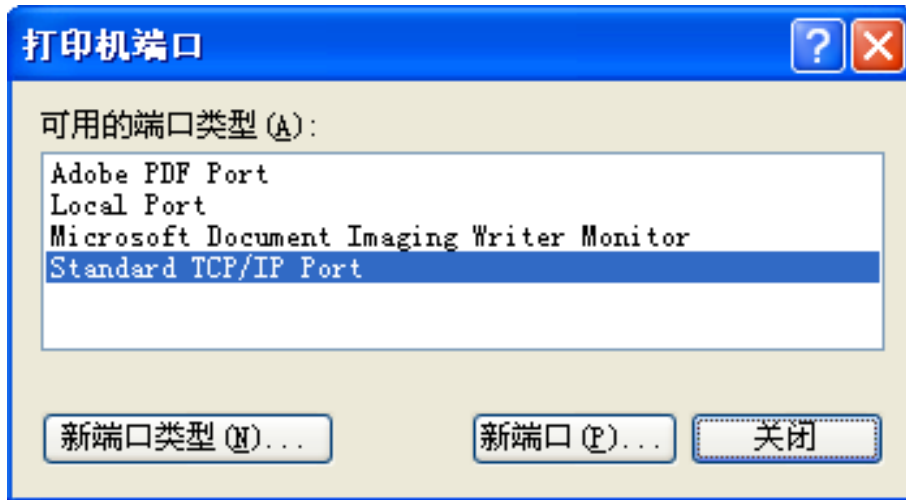 打印机端口
可用的端口类型(A):
Adobe PDF Port
Local Port
Microsoft Document Imaging Writer Monitor
Standard TCP/IP Port
新端口类型(N)... 新端口(P)... 关闭